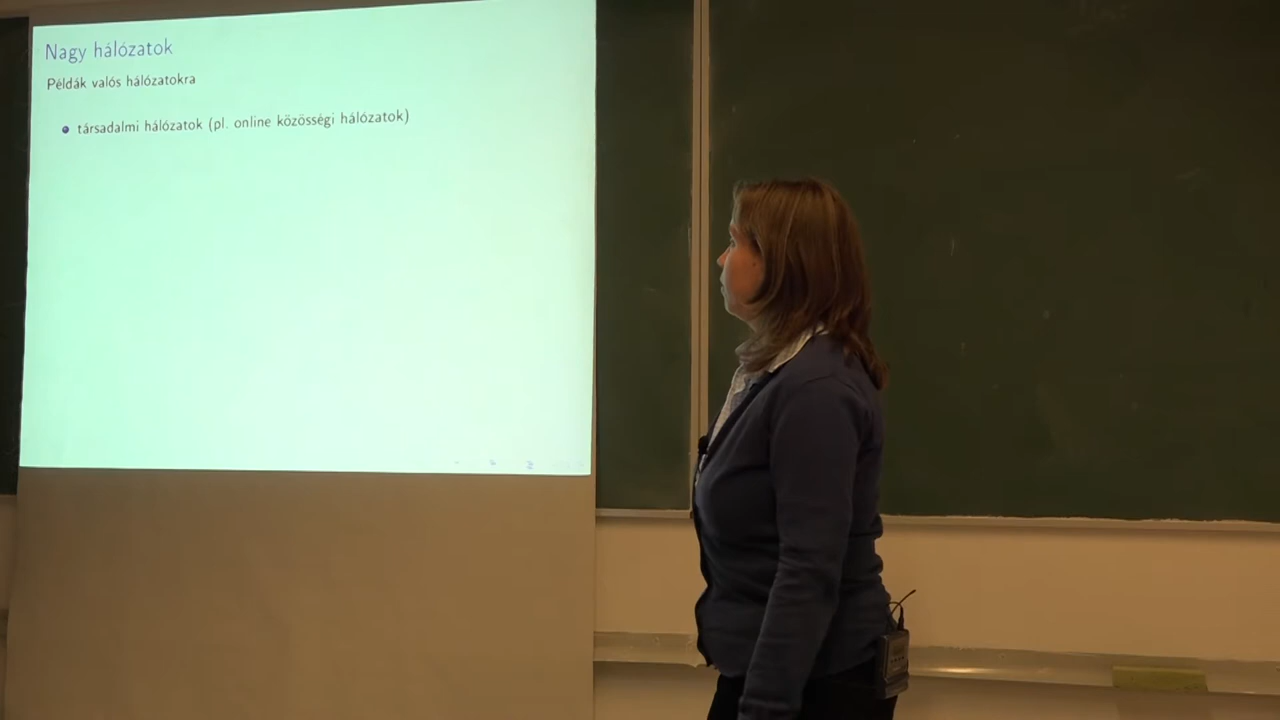 Nagy hálózatok
Példák valós hálózatokra
társadalmi hálózatok (pl. online közösségi hálózatok)